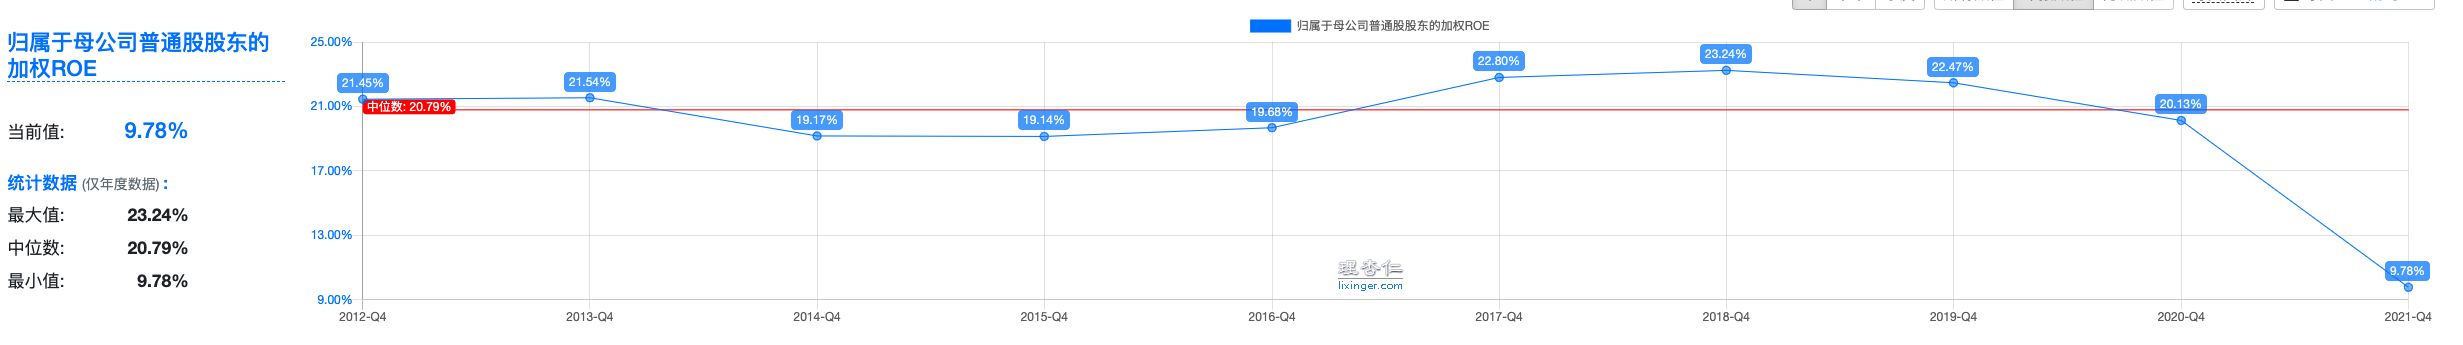 归属于母公司普通股股东的
加权ROE
当前值: 9.78%
统计数据 (仅年度数据) :
最大值: 23.24%
中位数: 20.79%
最小值: 9.78%
归属于母公司普通股股东的加权ROE
25.00%
21.00%
17.00%
13.00%
9.00%
中位数: 20.79%
21.45%
21.54%
19.17%
19.14%
19.68%
22.80%
23.24%
22.47%
20.13%
9.78%
理杏仁
lixinger.com
2012-Q4 2013-Q4 2014-Q4 2015-Q4 2016-Q4 2017-Q4 2018-Q4 2019-Q4 2020-Q4 2021-Q4